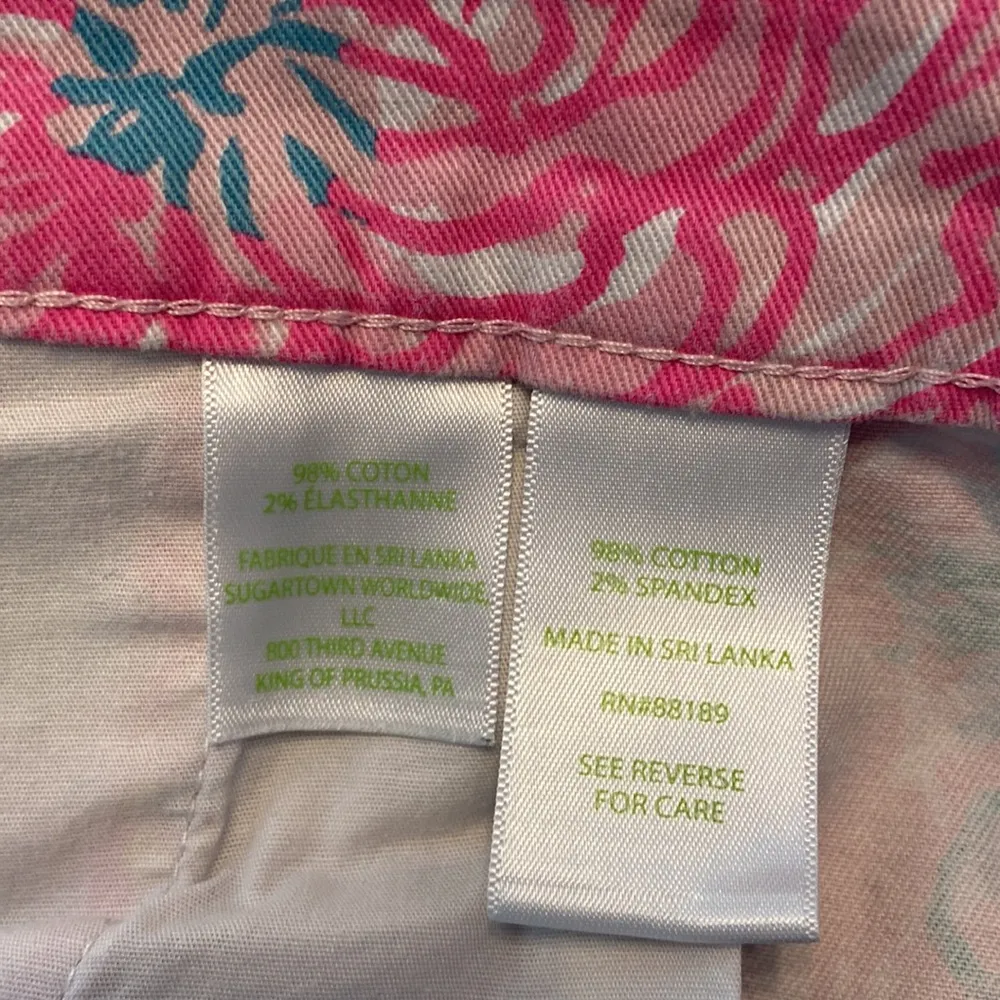 98% COTON
2% ÉLASTHANNE
FABRIQUE EN SRI LANKA
SUGARTOWN WORLDWIDE,
LLC
800 THIRD AVENUE
KING OF PRUSSIA, PA
98% COTTON
2% SPANDEX
MADE IN SRI LANKA
RN#88189
SEE REVERSE
FOR CARE